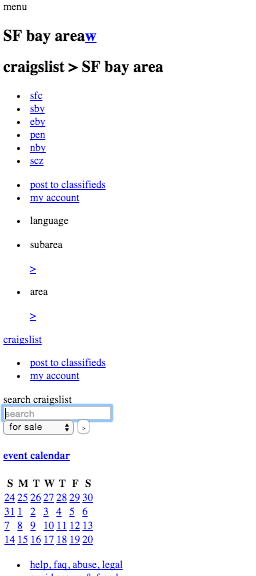 menu
SF bay areaw
craigslist > SF bay area
sfc
sby
eby
pen
nby
scz
post to classifieds
my account
language
subarea
>
area
>
craigslist
post to classifieds
my account
search craigslist
search
for sale >
event calendar
S M T W T F S
24 25 26 27 28 29 30
31 1 2 3 4 5 6
7 8 9 10 11 12 13
14 15 16 17 18 19 20
help, faq, abuse, legal